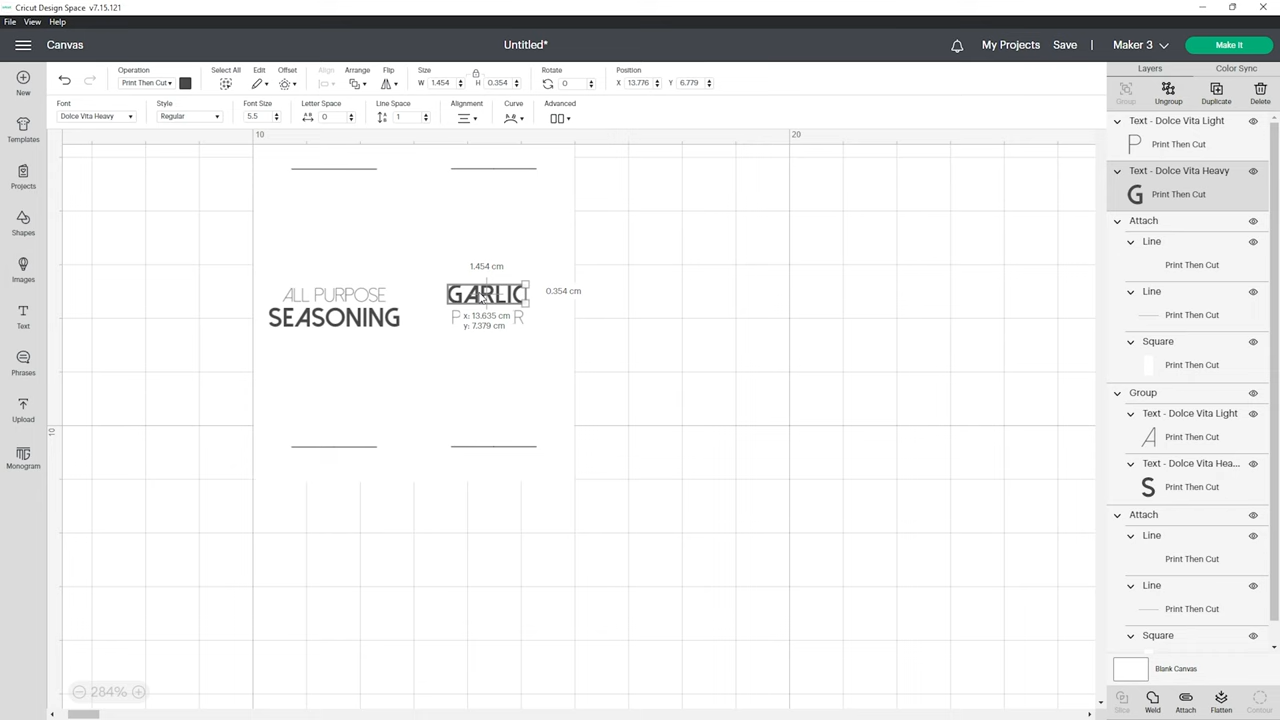 Cricut Design Space v7.15.121
File View Help
Canvas Untitled* My Projects Save Maker 3 Make It
Operation Select All Edit Offset Align Arrange Flip Size Rotate Position
Print Then Cut W 1.454 H 0.354 0 X 13.776 Y 6.779
Font Style Font Size Letter Space Line Space Alignment Curve Advanced
Dolce Vita Heavy Regular 5.5 0 1
Layers Color Sync
Group Ungroup Duplicate Delete
New
Templates
Projects
Shapes
Images
Text
Phrases
Upload
Monogram
10 20
10
1.454 cm
0.354 cm
ALL PURPOSE
SEASONING
GARLIC
P R
x: 13.635 cm
y: 7.379 cm
284%
Text - Dolce Vita Light
P Print Then Cut
Text - Dolce Vita Heavy
G Print Then Cut
Attach
Line
Print Then Cut
Line
Print Then Cut
Square
Print Then Cut
Group
Text - Dolce Vita Light
A Print Then Cut
Text - Dolce Vita Hea...
S Print Then Cut
Attach
Line
Print Then Cut
Line
Print Then Cut
Square
Blank Canvas
Slice Weld Attach Flatten Contour